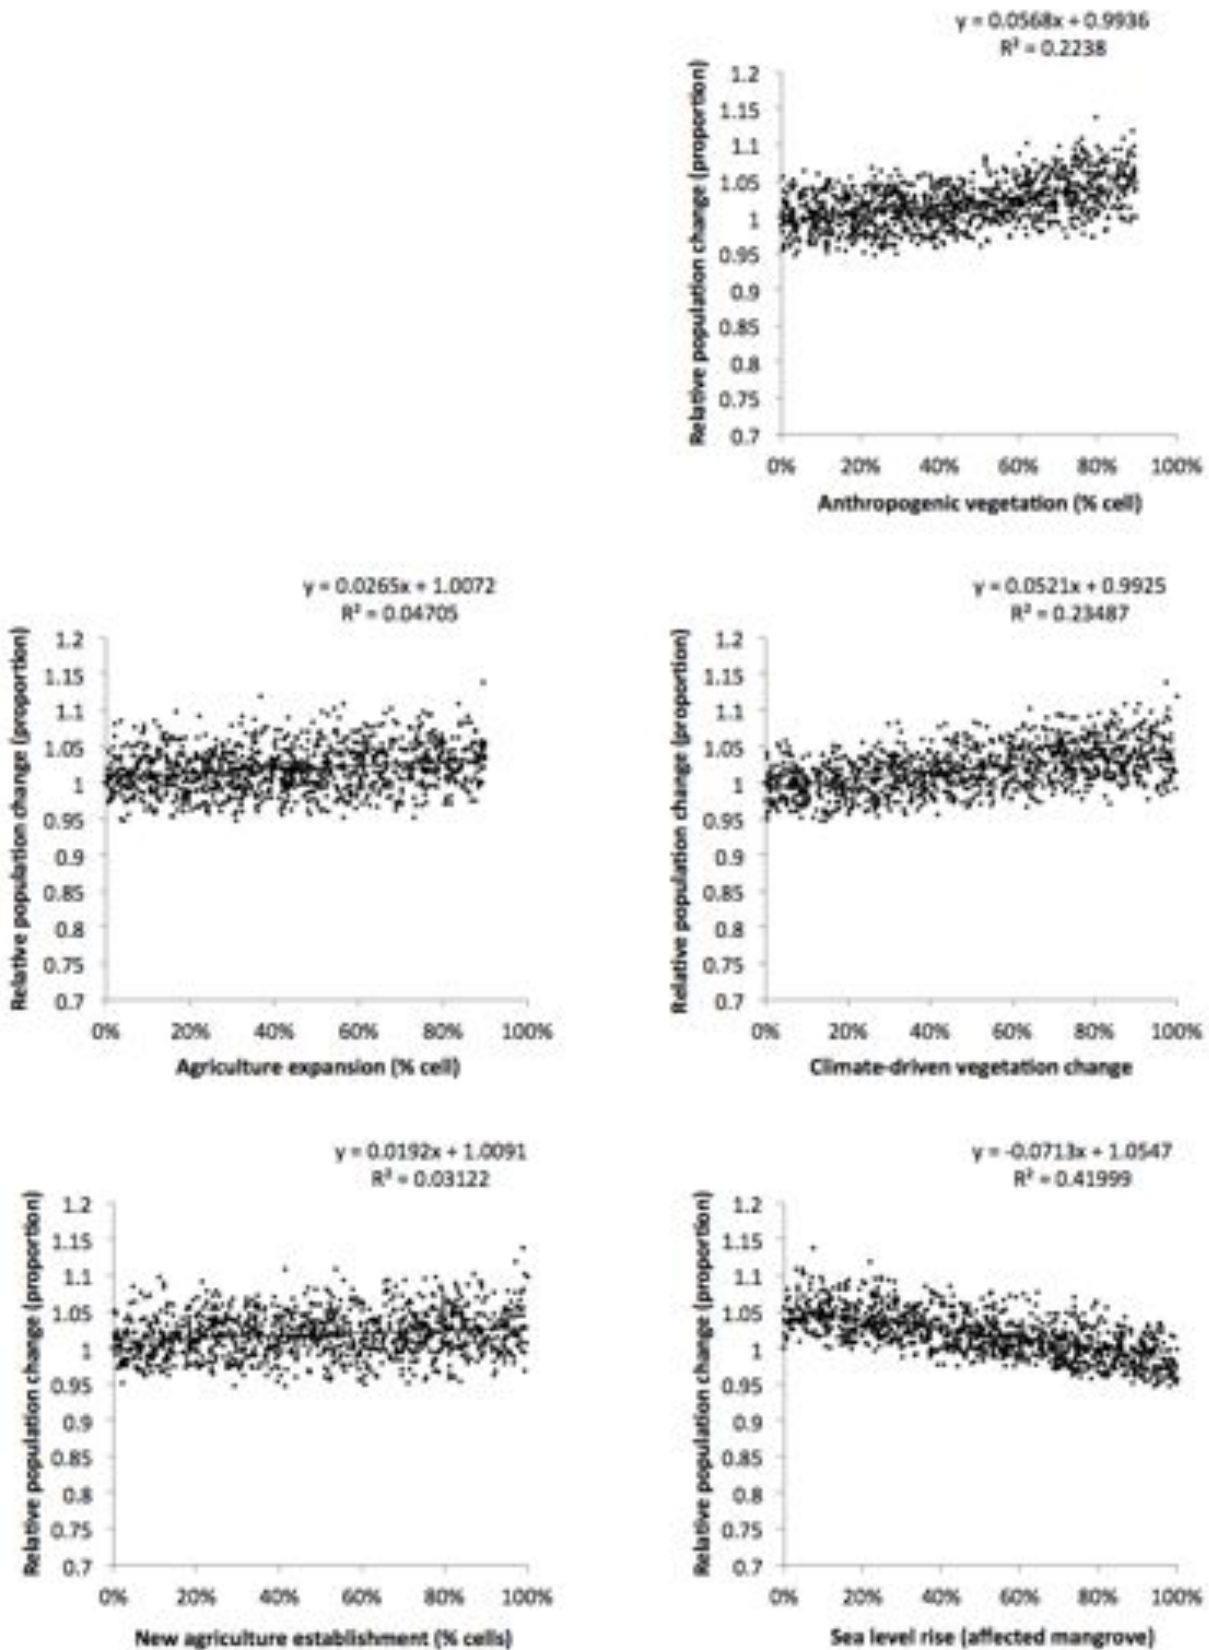 y = 0.0568x + 0.9936
R² = 0.2238
Relative population change (proportion)
1.2
1.15
1.1
1.05
1
0.95
0.9
0.85
0.8
0.75
0.7
0% 20% 40% 60% 80% 100%
Anthropogenic vegetation (% cell)
y = 0.0265x + 1.0072
R² = 0.04705
Relative population change (proportion)
1.2
1.15
1.1
1.05
1
0.95
0.9
0.85
0.8
0.75
0.7
0% 20% 40% 60% 80% 100%
Agriculture expansion (% cell)
y = 0.0521x + 0.9925
R² = 0.23487
Relative population change (proportion)
1.2
1.15
1.1
1.05
1
0.95
0.9
0.85
0.8
0.75
0.7
0% 20% 40% 60% 80% 100%
Climate-driven vegetation change
y = 0.0192x + 1.0091
R² = 0.03122
Relative population change (proportion)
1.2
1.15
1.1
1.05
1
0.95
0.9
0.85
0.8
0.75
0.7
0% 20% 40% 60% 80% 100%
New agriculture establishment (% cells)
y = -0.0713x + 1.0547
R² = 0.41999
Relative population change (proportion)
1.2
1.15
1.1
1.05
1
0.95
0.9
0.85
0.8
0.75
0.7
0% 20% 40% 60% 80% 100%
Sea level rise (affected mangrove)